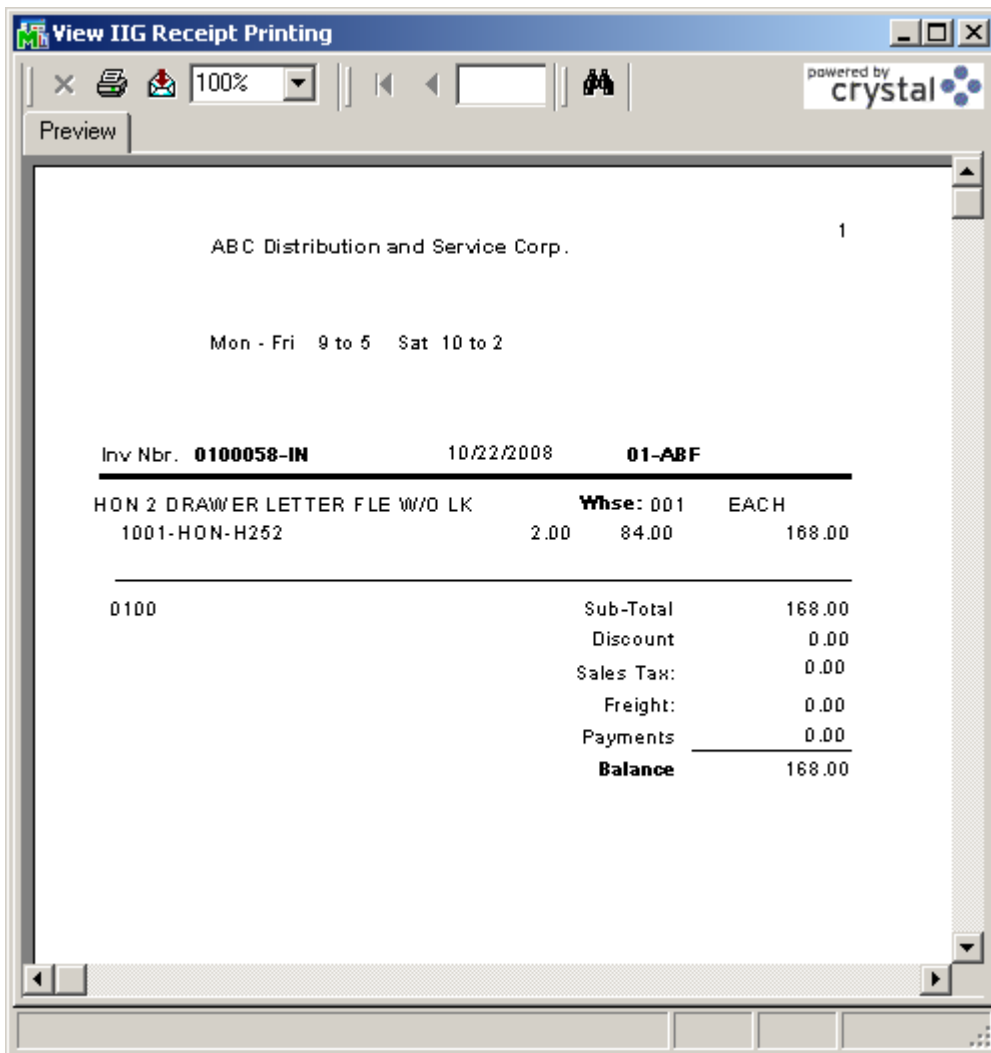 View IIG Receipt Printing
100%
powered by
crystal
Preview
1
ABC Distribution and Service Corp.
Mon - Fri 9 to 5 Sat 10 to 2
Inv Nbr. 0100058-IN 10/22/2008 01-ABF
HON 2 DRAWER LETTER FLE W/O LK Whse: 001 EACH
1001-HON-H252 2.00 84.00 168.00
0100 Sub-Total 168.00
Discount 0.00
Sales Tax: 0.00
Freight: 0.00
Payments 0.00
Balance 168.00